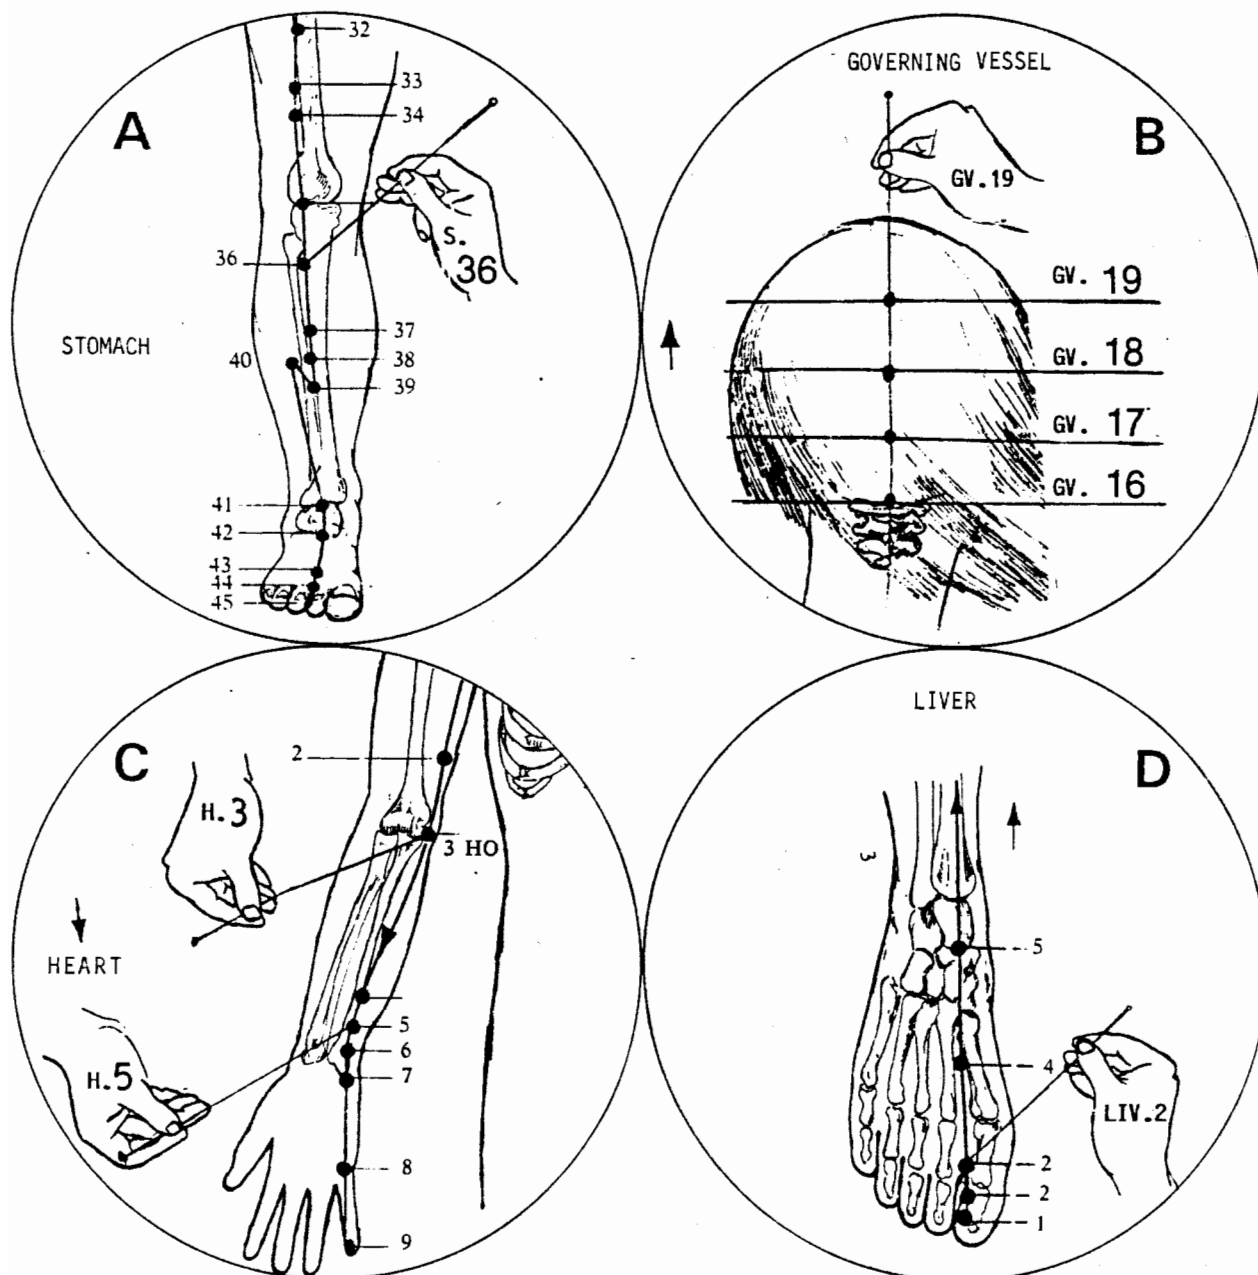 32
33
34
A
S.
36
36
STOMACH
37
40
38
39
41
42
43
44
45
GOVERNING VESSEL
B
GV.19
GV. 19
GV. 18
GV. 17
GV. 16
C
2
H.3
3 HO
HEART
5
6
H.5
7
8
9
LIVER
D
3
5
4
LIV.2
2
2
1